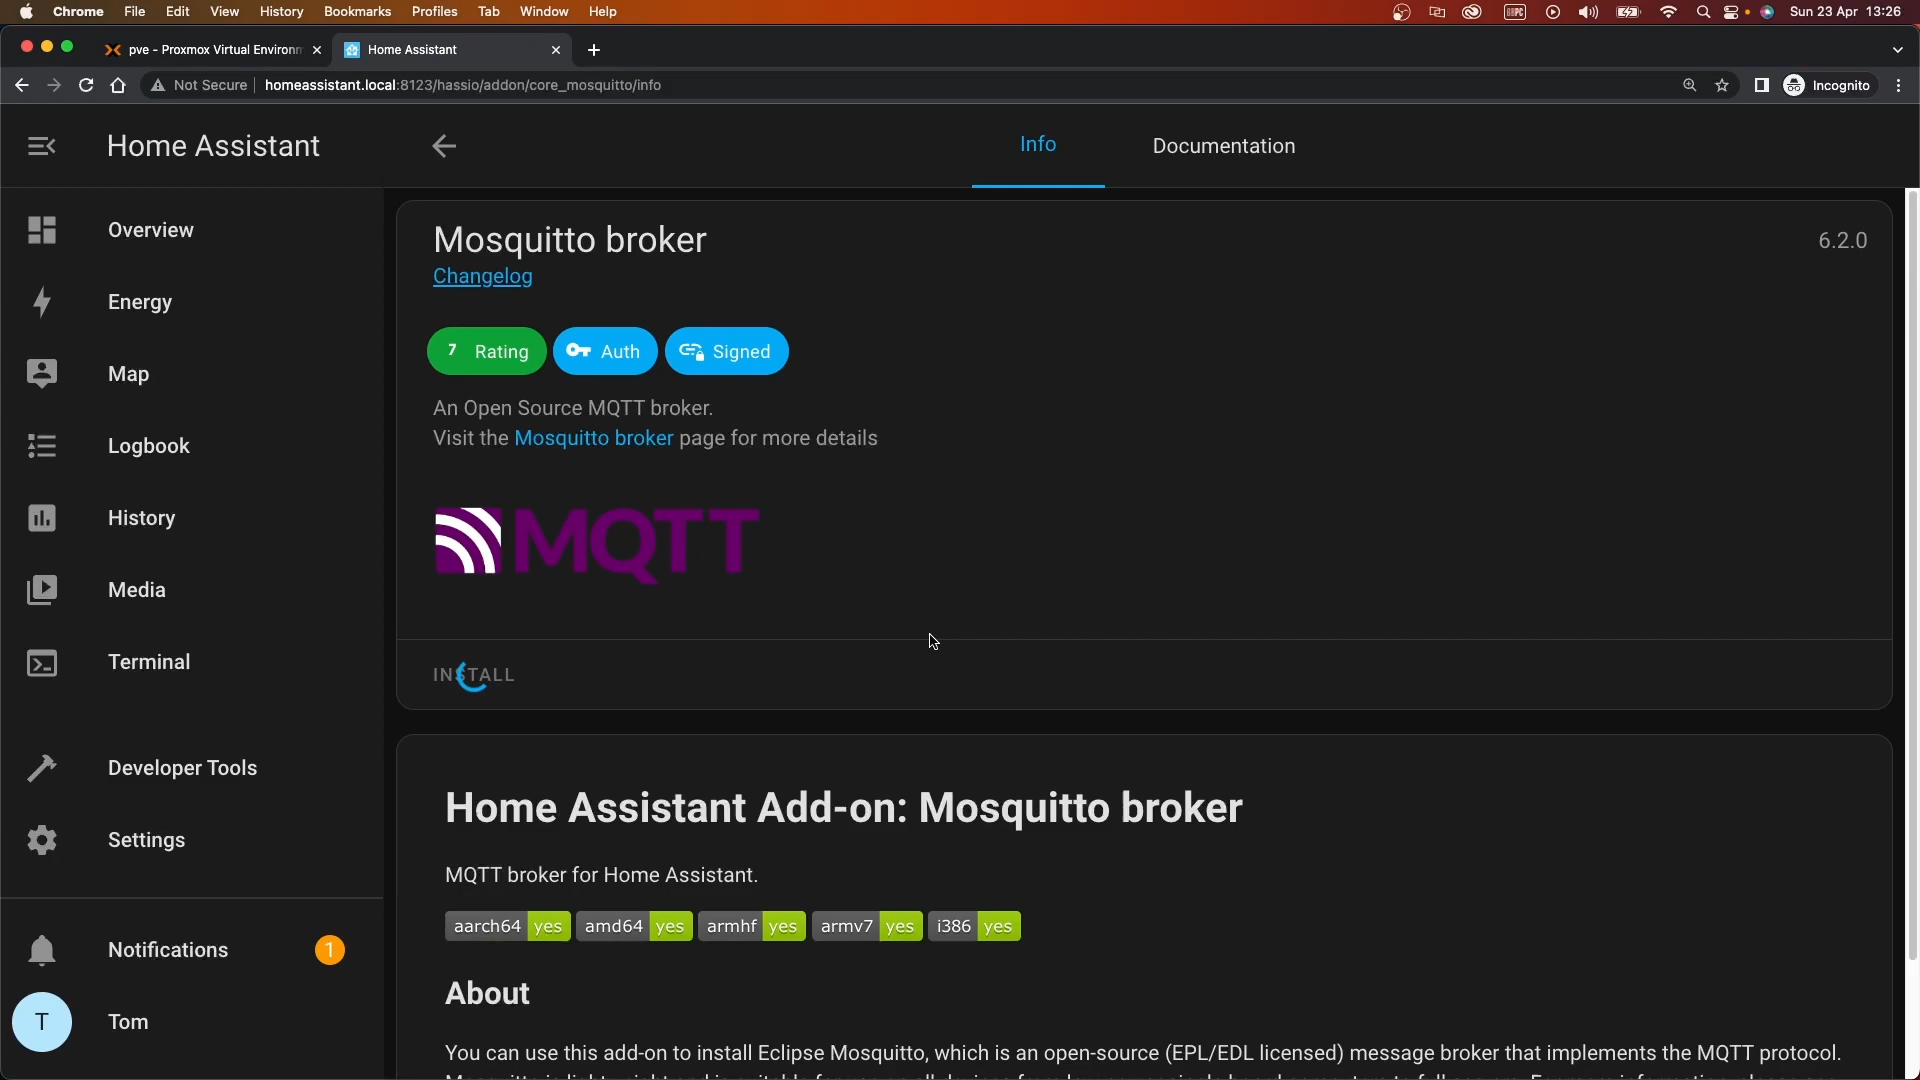 Chrome File Edit View History Bookmarks Profiles Tab Window Help
Sun 23 Apr 13:26
pve - Proxmox Virtual Environm
Home Assistant
Not Secure
homeassistant.local:8123/hassio/addon/core_mosquitto/info
Incognito
Home Assistant
Info
Documentation
Overview
Energy
Map
Logbook
History
Media
Terminal
Developer Tools
Settings
Notifications 1
T Tom
Mosquitto broker
6.2.0
Changelog
7 Rating
Auth
Signed
An Open Source MQTT broker.
Visit the Mosquitto broker page for more details
MQTT
INSTALL
Home Assistant Add-on: Mosquitto broker
MQTT broker for Home Assistant.
aarch64 yes amd64 yes armhf yes armv7 yes i386 yes
About
You can use this add-on to install Eclipse Mosquitto, which is an open-source (EPL/EDL licensed) message broker that implements the MQTT protocol.